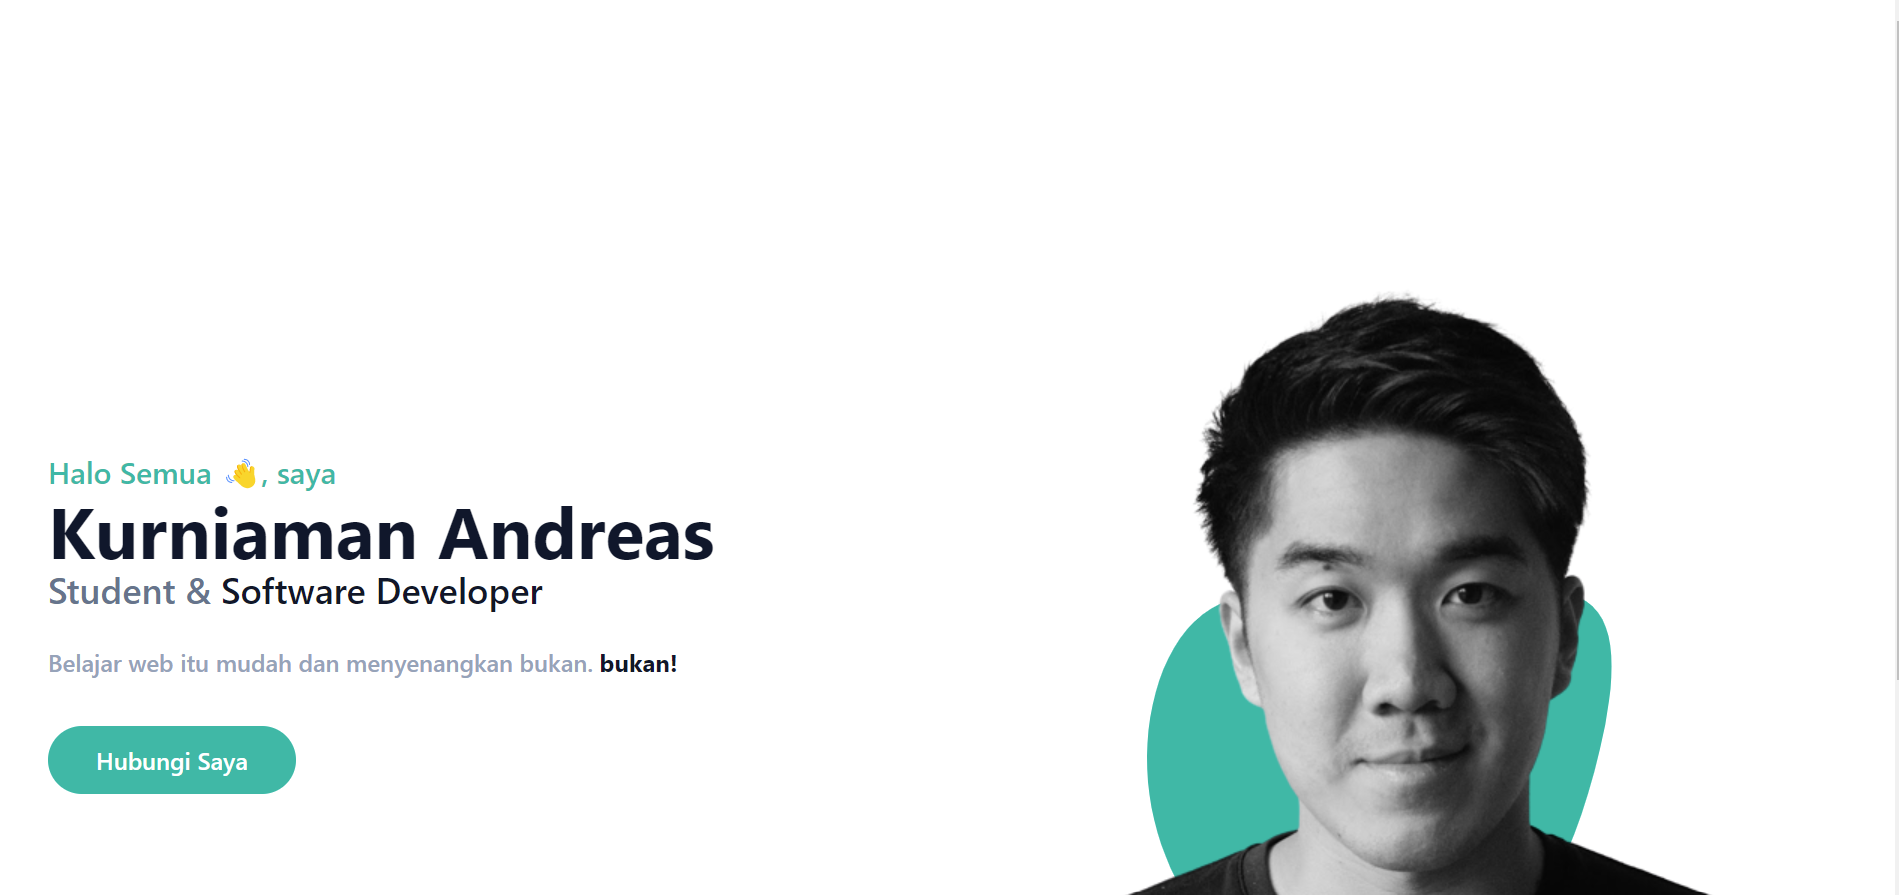 Halo Semua 👋, saya
Kurniaman Andreas
Student & Software Developer
Belajar web itu mudah dan menyenangkan bukan. bukan!
Hubungi Saya